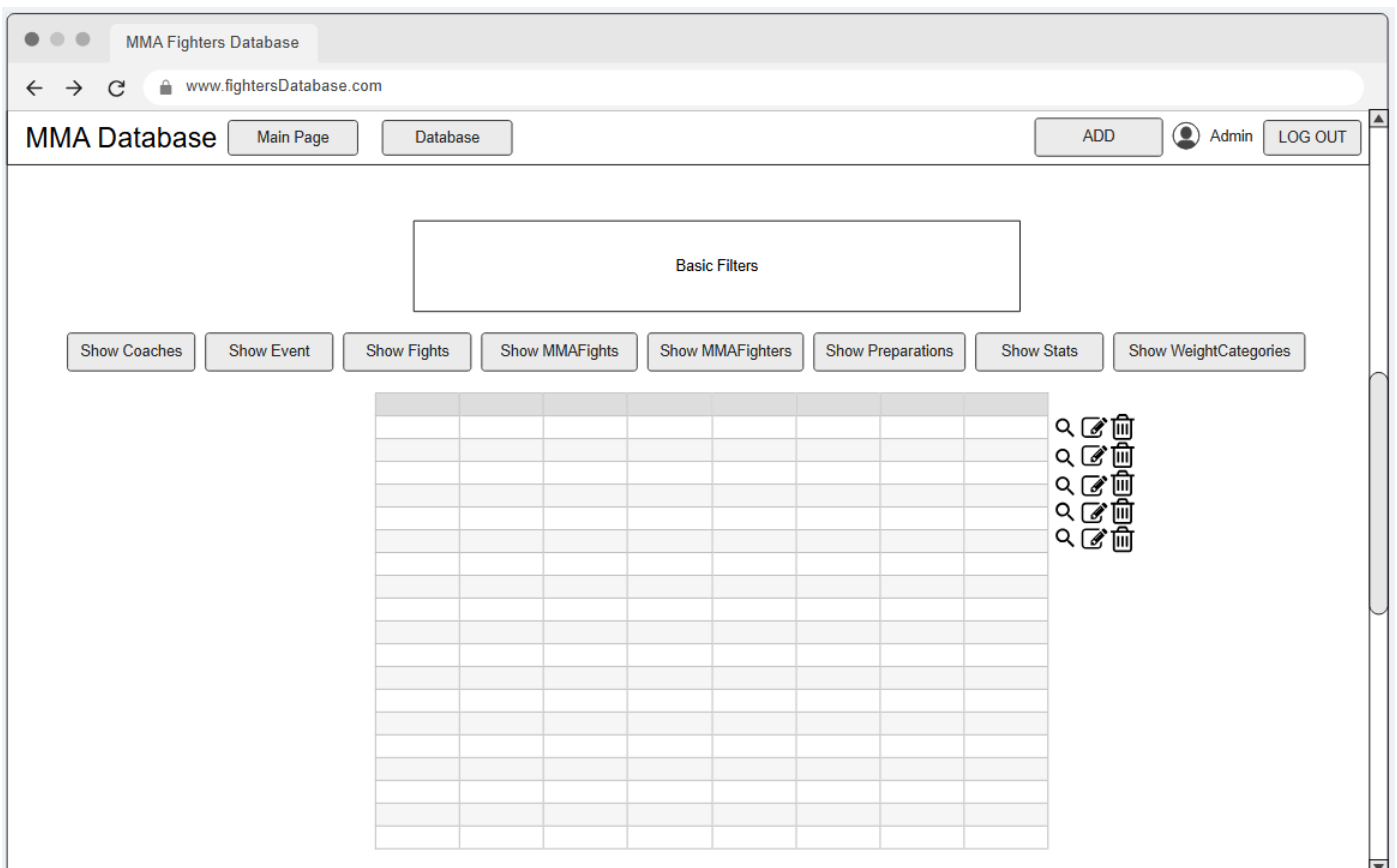 MMA Fighters Database
www.fightersDatabase.com
MMA Database Main Page Database ADD Admin LOG OUT
Basic Filters
Show Coaches Show Event Show Fights Show MMAFights Show MMAFighters Show Preparations Show Stats Show WeightCategories